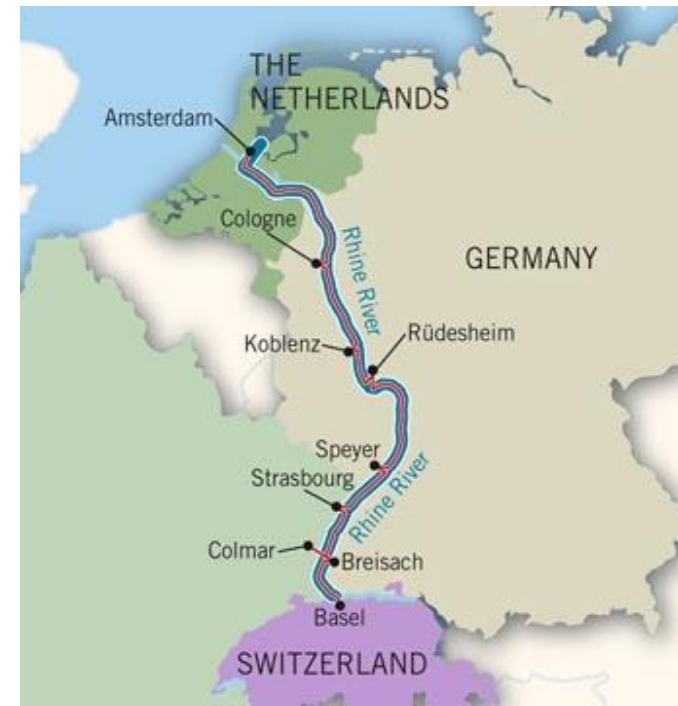 THE
NETHERLANDS
Amsterdam
Cologne
Rhine River
GERMANY
Koblenz
Rüdesheim
Speyer
Strasbourg
Rhine River
Colmar
Breisach
Basel
SWITZERLAND